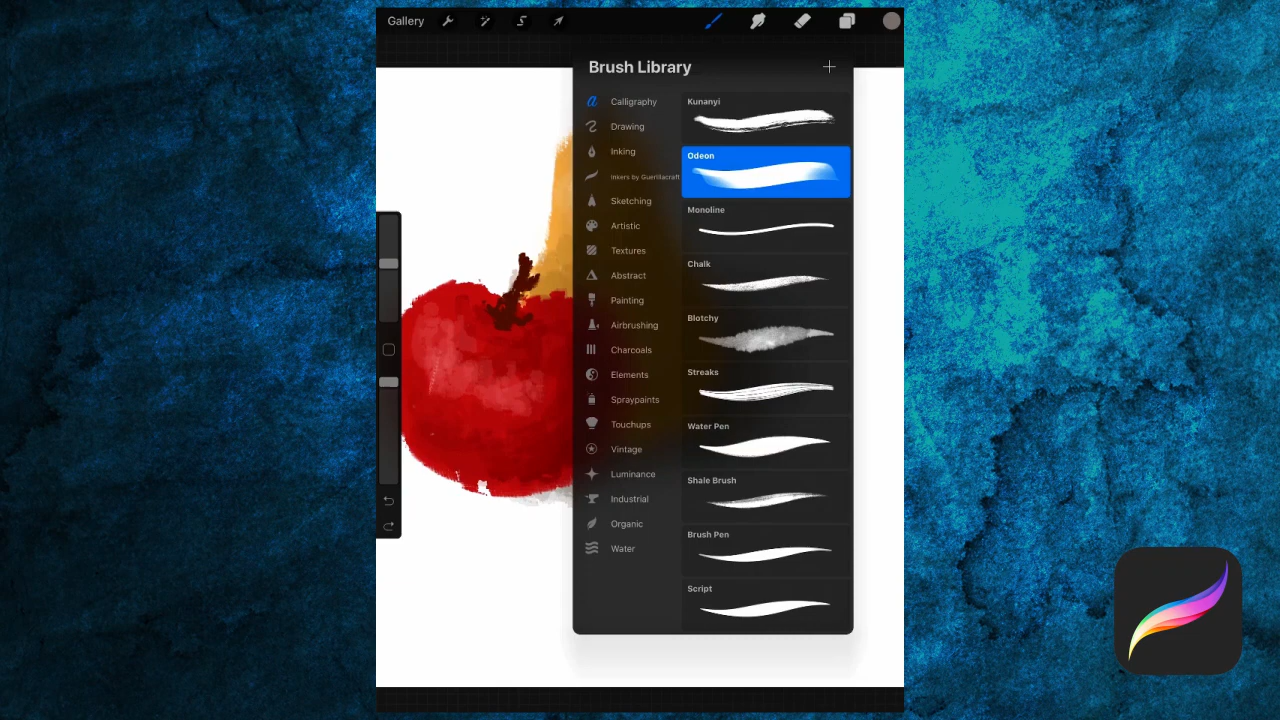 Gallery
Brush Library
Calligraphy
Drawing
Inking
Inkers by Guerillacraft
Sketching
Artistic
Textures
Abstract
Painting
Airbrushing
Charcoals
Elements
Spraypaints
Touchups
Vintage
Luminance
Industrial
Organic
Water
Kunanyi
Odeon
Monoline
Chalk
Blotchy
Streaks
Water Pen
Shale Brush
Brush Pen
Script